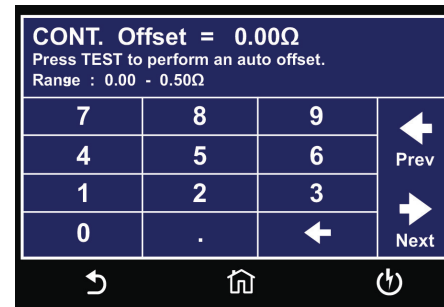 CONT. Offset = 0.00Ω
Press TEST to perform an auto offset.
Range : 0.00 - 0.50Ω
7 8 9
4 5 6
Prev
1 2 3
0 .
Next